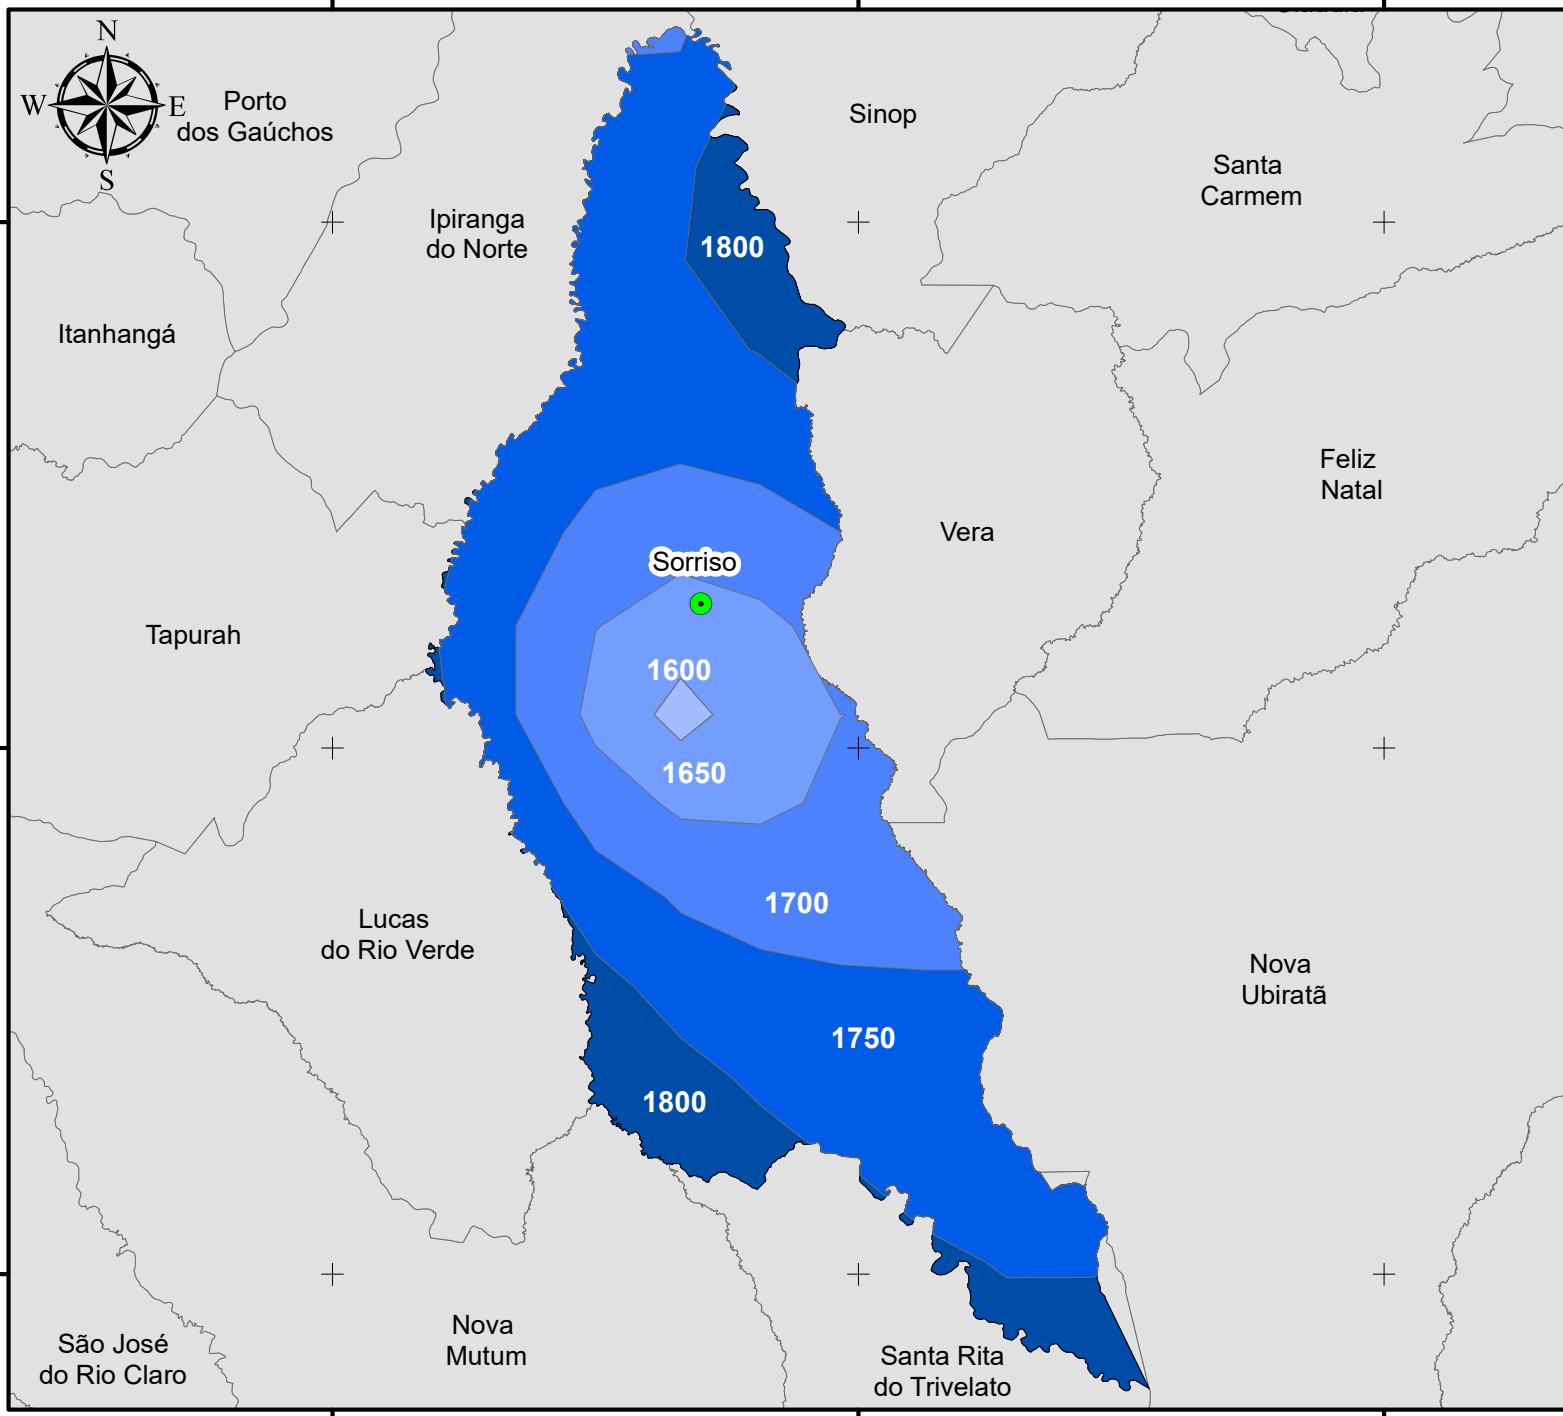 N
W
E
S
Porto
dos Gaúchos
Sinop
Santa
Carmem
Ipiranga
do Norte
1800
Itanhangá
Feliz
Natal
Vera
Sorriso
Tapurah
1600
1650
1700
Lucas
do Rio Verde
Nova
Ubiratã
1750
1800
Nova
Mutum
São José
do Rio Claro
Santa Rita
do Trivelato